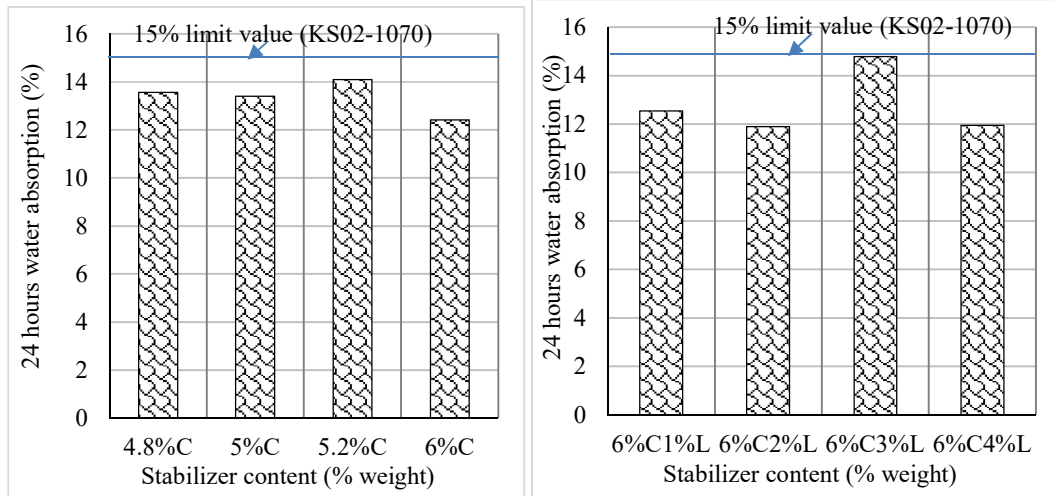 16
15% limit value (KS02-1070)
14
12
10
8
6
4
2
0
24 hours water absorption (%)
4.8%C 5%C 5.2%C 6%C
Stabilizer content (% weight)
16
15% limit value (KS02-1070)
14
12
10
8
6
4
2
0
24 hours water absorption (%)
6%C1%L 6%C2%L 6%C3%L 6%C4%L
Stabilizer content (% weight)